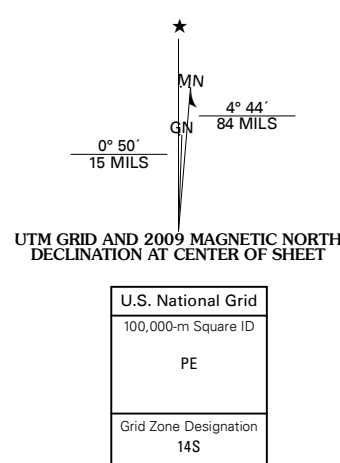 ★
MN
4° 44´
84 MILS
GN
0° 50´
15 MILS
UTM GRID AND 2009 MAGNETIC NORTH
DECLINATION AT CENTER OF SHEET
U.S. National Grid
100,000-m Square ID
PE
Grid Zone Designation
14S